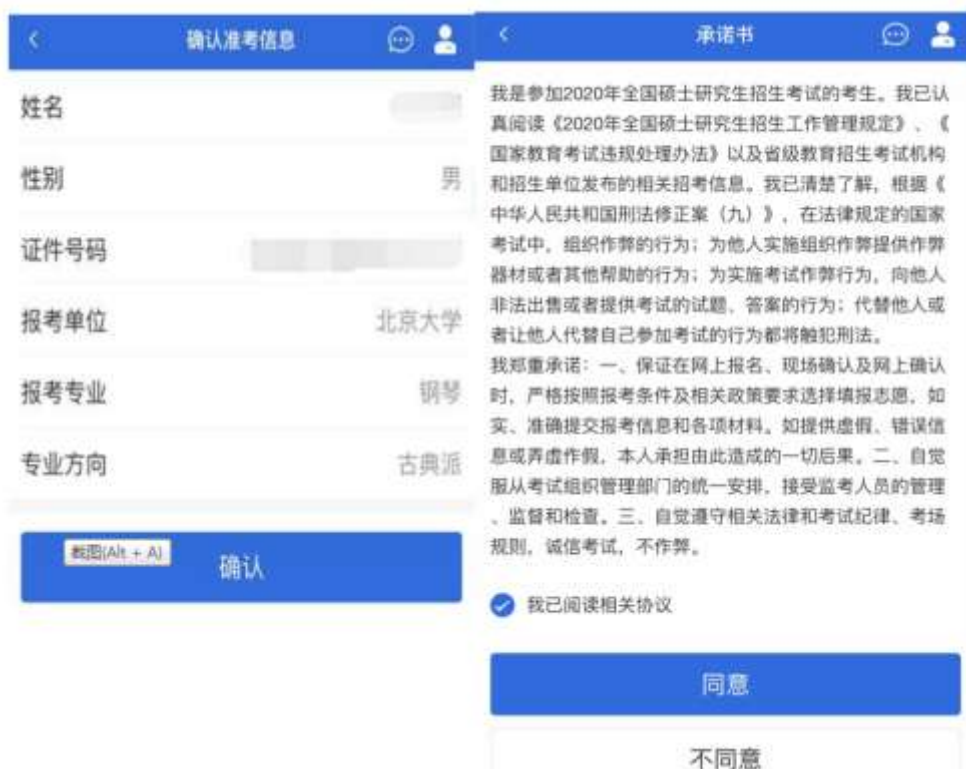 确认准考信息
姓名
性别
男
证件号码
报考单位
北京大学
报考专业
钢琴
专业方向
古典派
截图(Alt + A)
确认
承诺书
我是参加2020年全国硕士研究生招生考试的考生。我已认
真阅读《2020年全国硕士研究生招生工作管理规定》、《
国家教育考试违规处理办法》以及省级教育招生考试机构
和招生单位发布的相关招考信息。我已清楚了解，根据《
中华人民共和国刑法修正案（九）》，在法律规定的国家
考试中，组织作弊的行为；为他人实施组织作弊提供作弊
器材或者其他帮助的行为；为实施考试作弊行为，向他人
非法出售或者提供考试的试题、答案的行为；代替他人或
者让他人代替自己参加考试的行为都将触犯刑法。
我郑重承诺：一、保证在网上报名、现场确认及网上确认
时，严格按照报考条件及相关政策要求选择填报志愿，如
实、准确提交报考信息和各项材料。如提供虚假、错误信
息或弄虚作假，本人承担由此造成的一切后果。二、自觉
服从考试组织管理部门的统一安排，接受监考人员的管理
、监督和检查。三、自觉遵守相关法律和考试纪律、考场
规则，诚信考试，不作弊。
我已阅读相关协议
同意
不同意